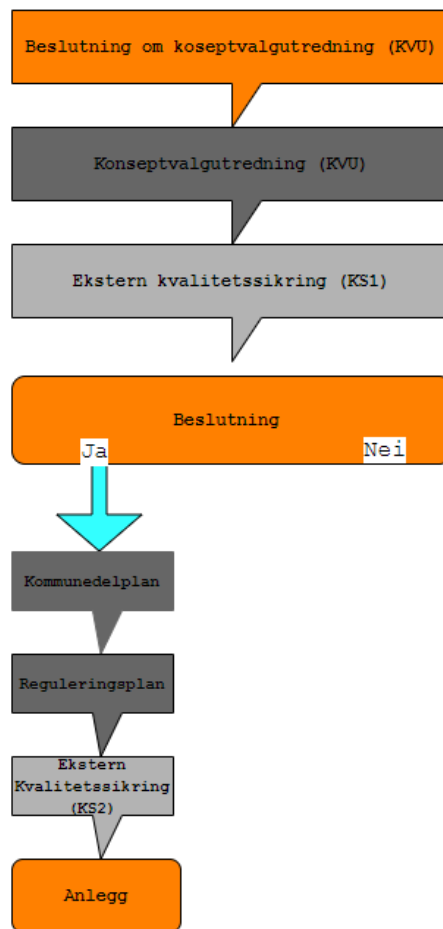 Beslutning om koseptvalgutredning (KVU)
Konseptvalgutredning (KVU)
Ekstern kvalitetssikring (KS1)
Beslutning
Ja
Nei
Kommunedelplan
Reguleringsplan
Ekstern
Kvalitetssikring
(KS2)
Anlegg